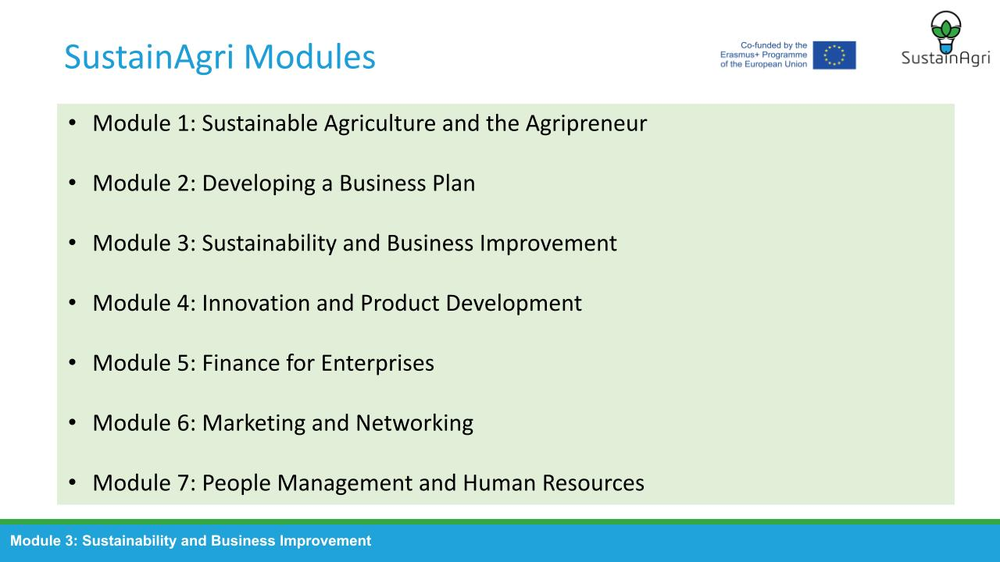 SustainAgri Modules
Co-funded by the
Erasmus+ Programme
of the European Union
SustainAgri
• Module 1: Sustainable Agriculture and the Agripreneur
• Module 2: Developing a Business Plan
• Module 3: Sustainability and Business Improvement
• Module 4: Innovation and Product Development
• Module 5: Finance for Enterprises
• Module 6: Marketing and Networking
• Module 7: People Management and Human Resources
Module 3: Sustainability and Business Improvement